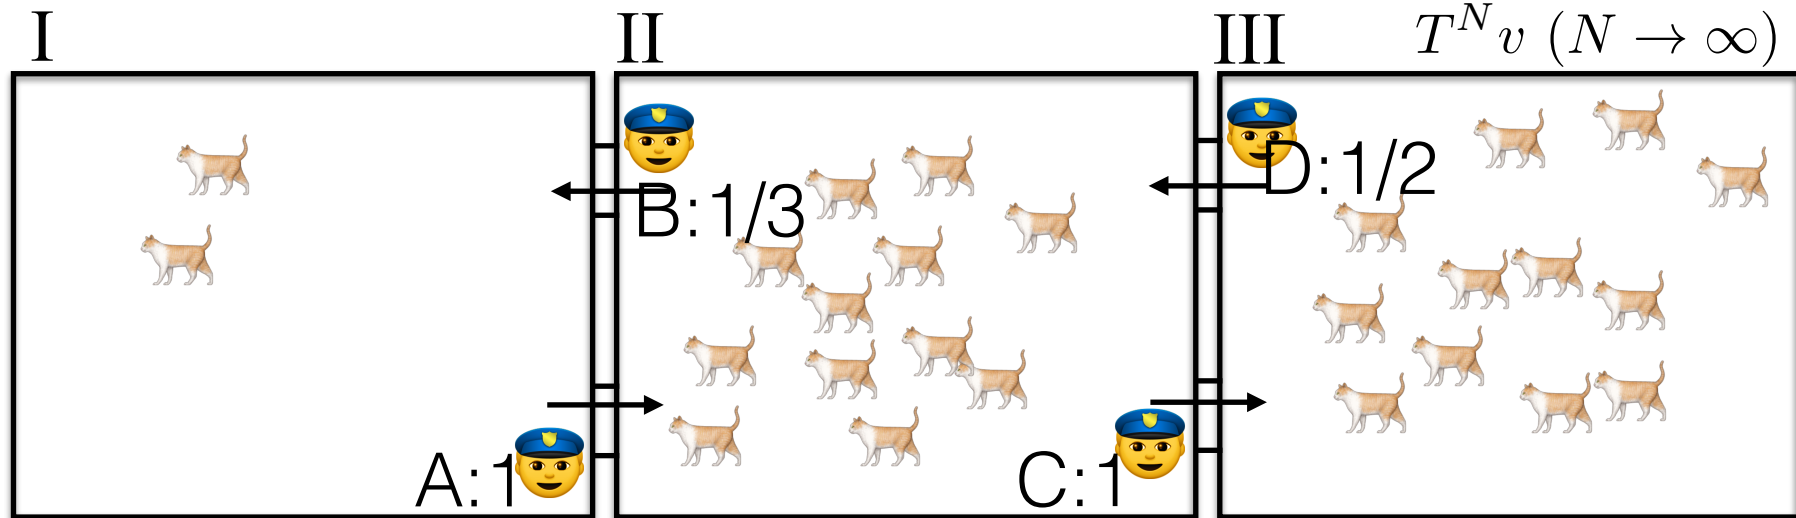 I
II
III
T^N v (N → ∞)
B:1/3
D:1/2
A:1
C:1